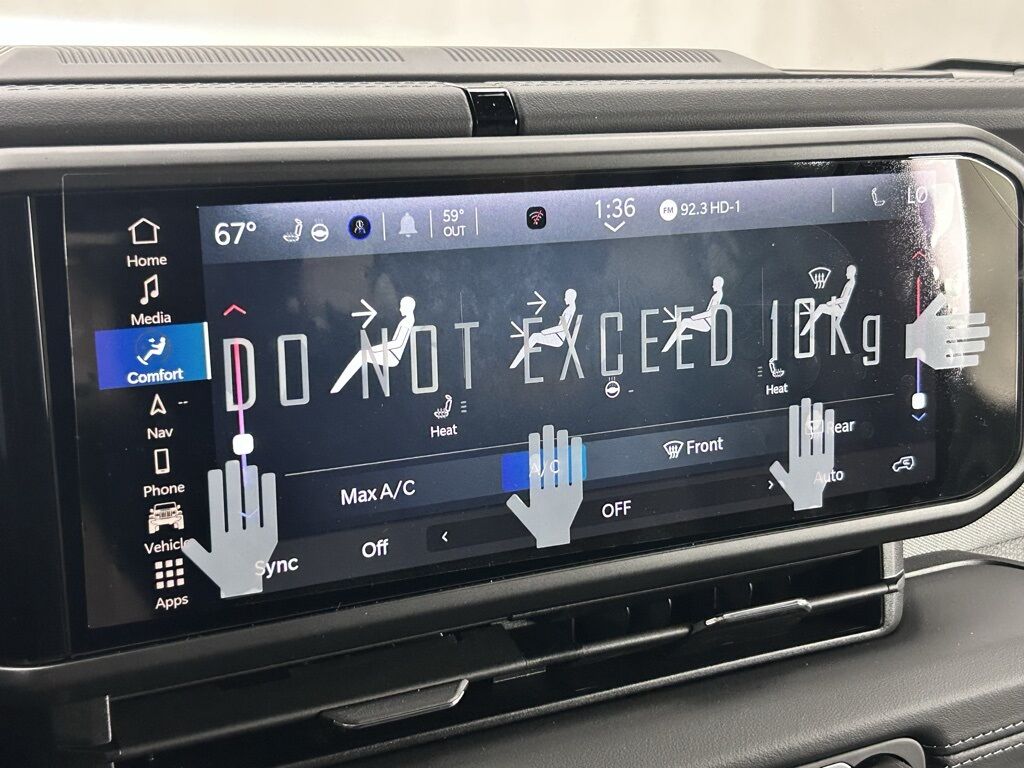 67° 59° OUT 1:36 FM 92.3 HD-1 LO
Home
Media
Comfort
Nav --
Phone
Vehicle
Apps
DO NOT EXCEED 10Kg
Heat
Heat
Max A/C A/C Front Rear
Sync Off OFF Auto